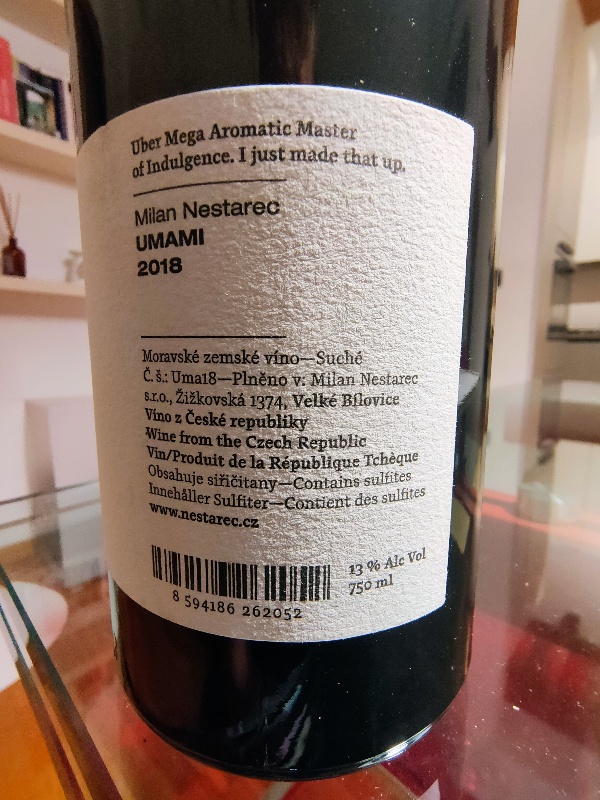 Uber Mega Aromatic Master
of Indulgence. I just made that up.
Milan Nestarec
UMAMI
2018
Moravské zemské víno—Suché
Č. š.: Uma18—Plněno v: Milan Nestarec
s.r.o., Žižkovská 1374, Velké Bílovice
Víno z České republiky
Wine from the Czech Republic
Vin/Produit de la République Tchèque
Obsahuje siřičitany—Contains sulfites
Innehåller Sulfiter—Contient des sulfites
www.nestarec.cz
13 % Alc Vol
750 ml
8 594186 262052